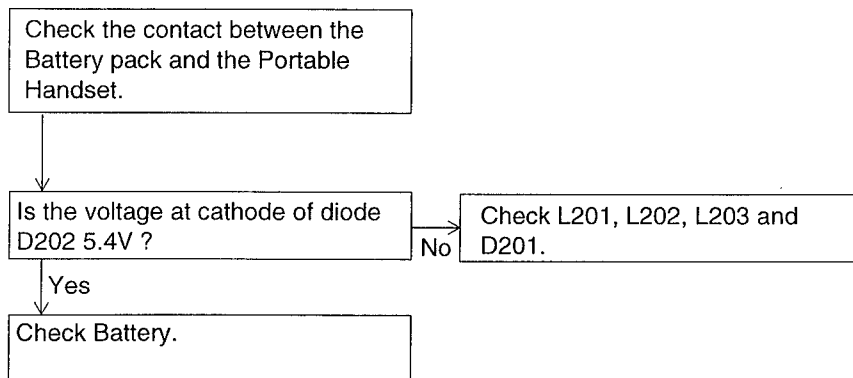 Check the contact between the
Battery pack and the Portable
Handset.
Is the voltage at cathode of diode
D202 5.4V ?
No
Check L201, L202, L203 and
D201.
Yes
Check Battery.